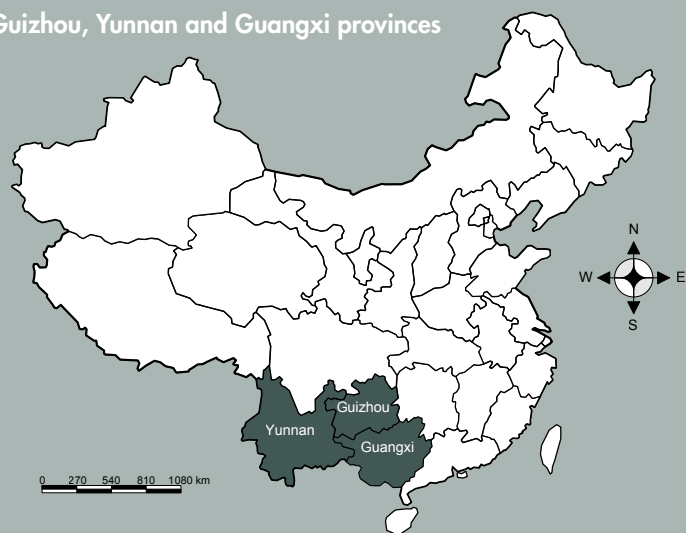 Guizhou, Yunnan and Guangxi provinces
N
W E
S
Guizhou
Yunnan
Guangxi
0 270 540 810 1080 km